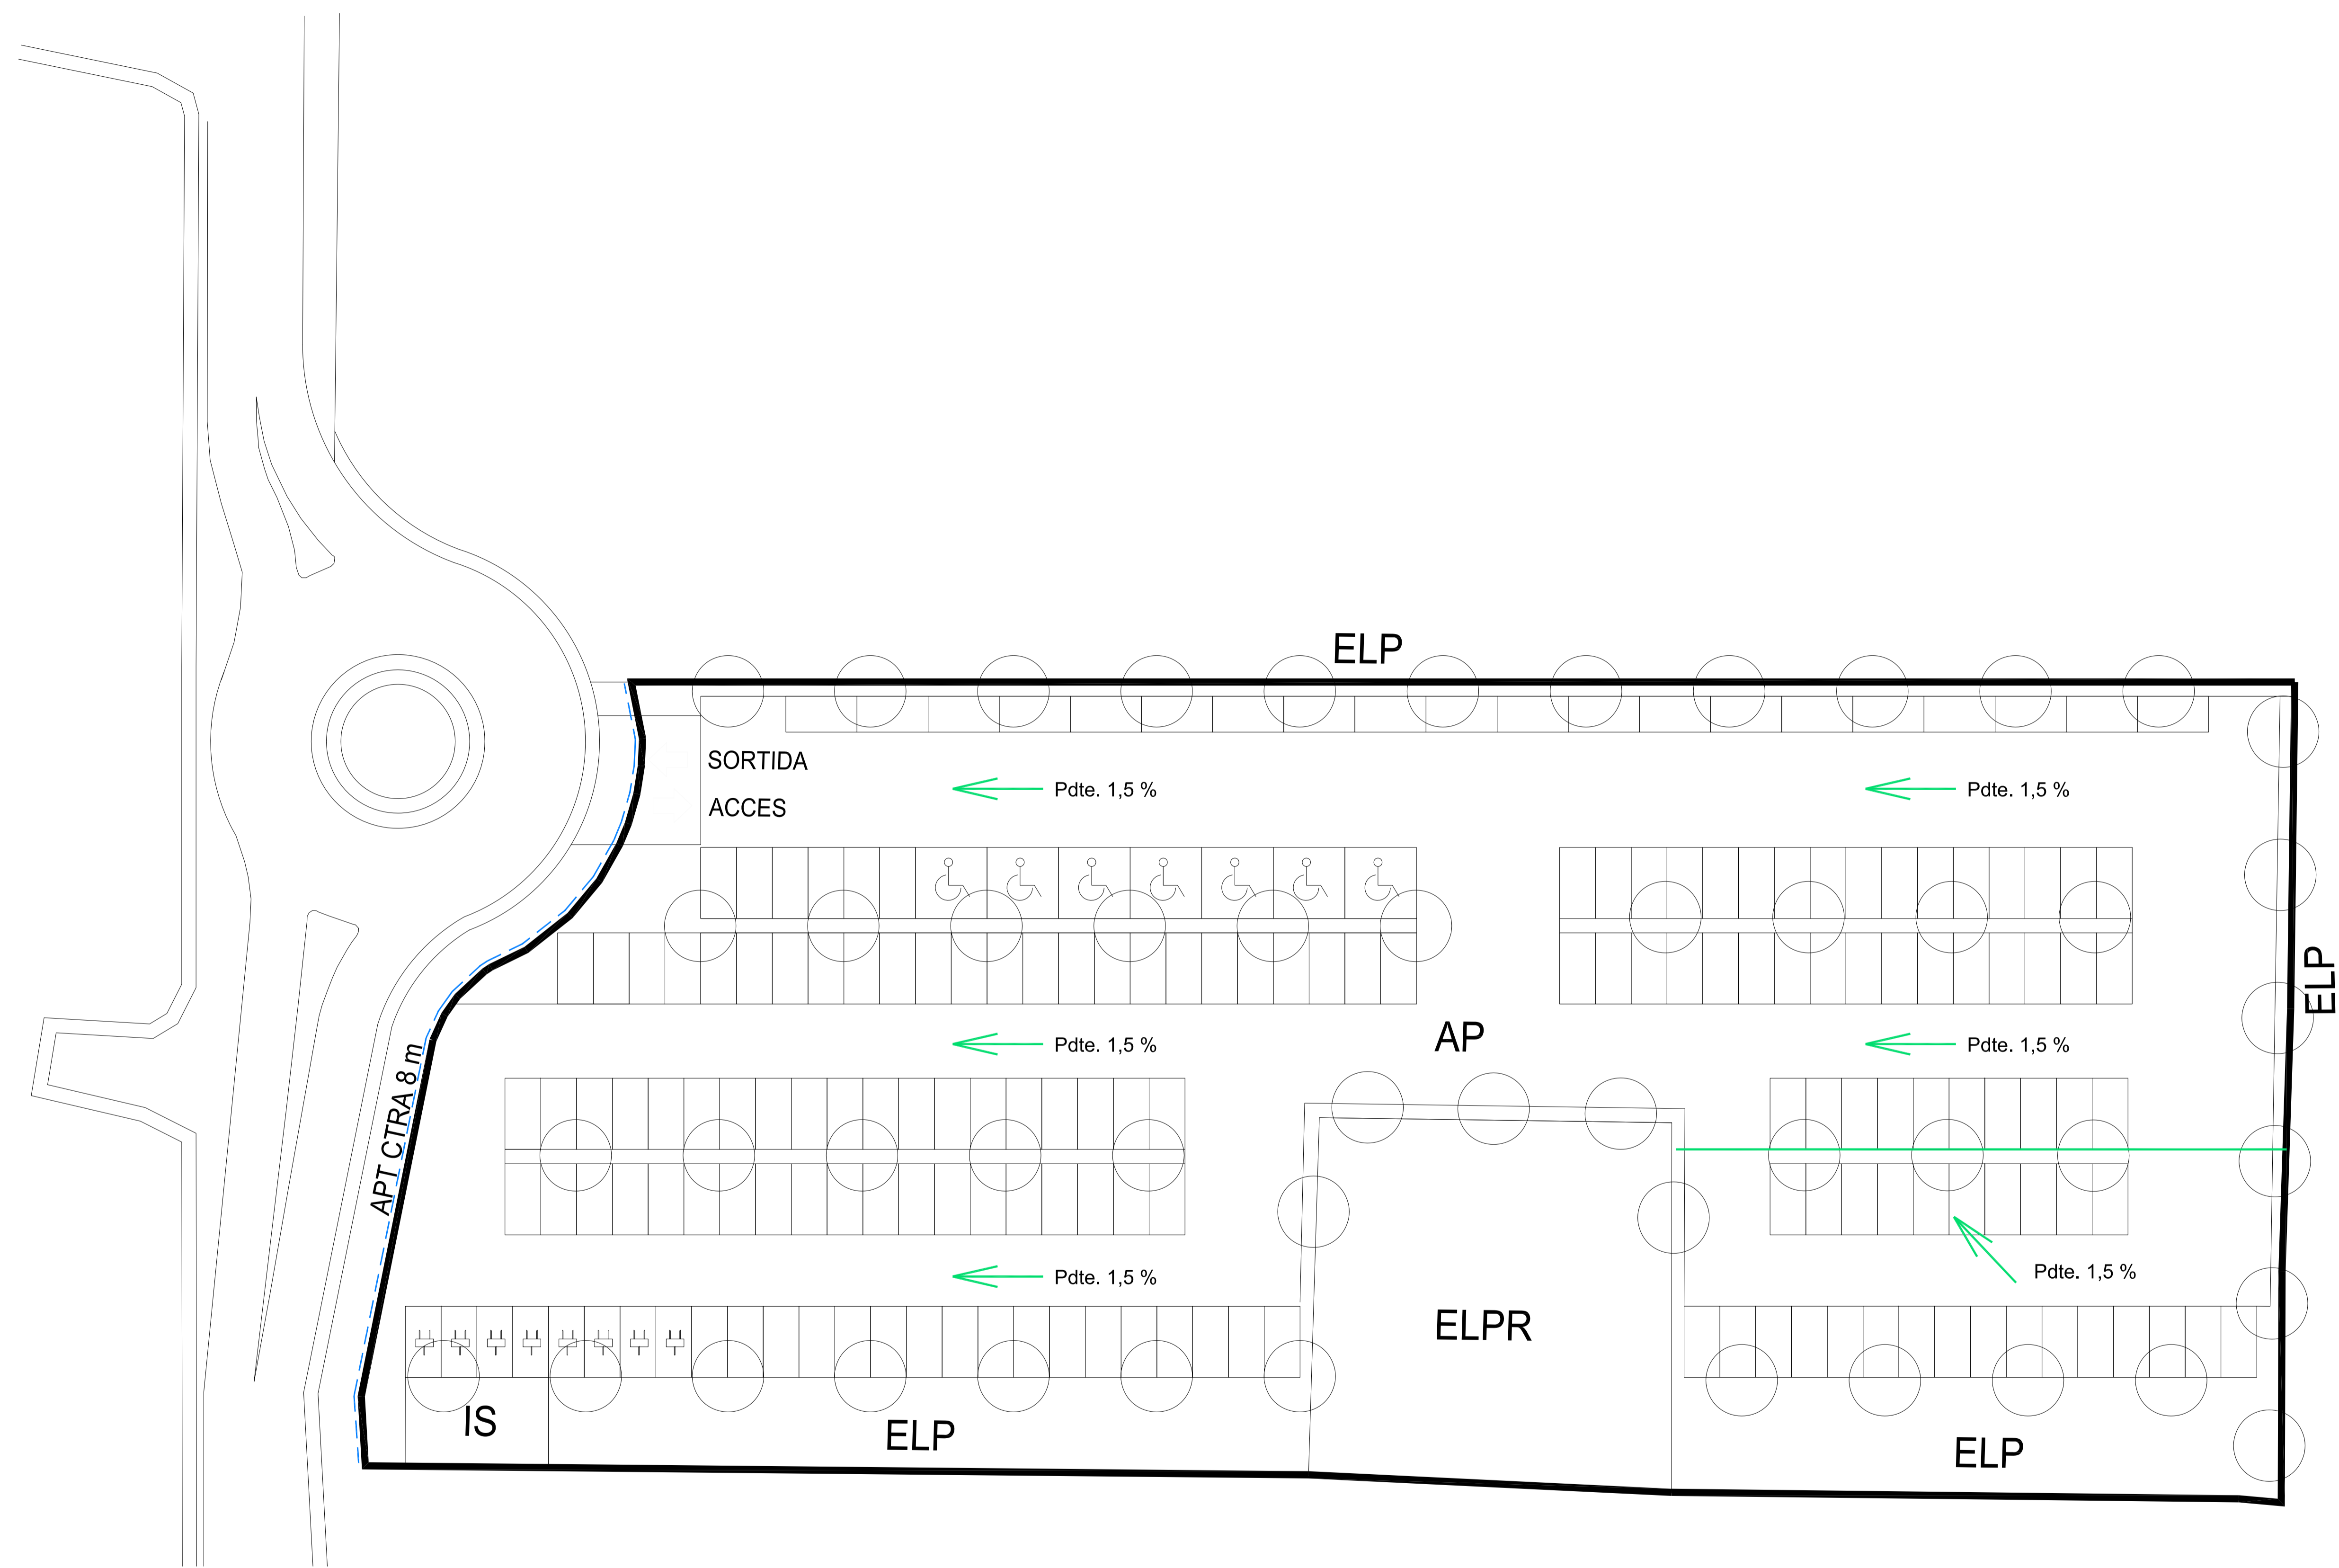 ELP
SORTIDA
Pdte. 1,5 %
Pdte. 1,5 %
ACCES
ELP
AP
Pdte. 1,5 %
Pdte. 1,5 %
APT CTRA 8 m
Pdte. 1,5 %
Pdte. 1,5 %
ELPR
IS
ELP
ELP